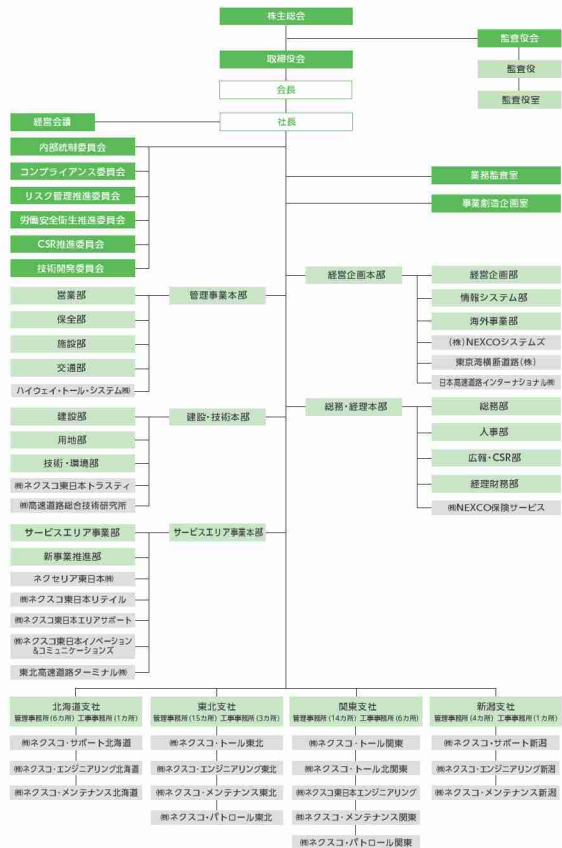 株主総会
監査役会
取締役会
監査役
会長
監査役室
経営会議
社長
内部統制委員会
コンプライアンス委員会
リスク管理推進委員会
労働安全衛生推進委員会
CSR推進委員会
技術開発委員会
業務監査室
事業創造企画室
経営企画本部
経営企画部
情報システム部
海外事業部
(株)NEXCOシステムズ
東京湾横断道路(株)
日本高速道路インターナショナル㈱
管理事業本部
営業部
保全部
施設部
交通部
ハイウェイ・トール・システム㈱
総務・経理本部
総務部
人事部
広報・CSR部
経理財務部
㈱NEXCO保険サービス
建設・技術本部
建設部
用地部
技術・環境部
㈱ネクスコ東日本トラスティ
㈱高速道路総合技術研究所
サービスエリア事業本部
サービスエリア事業部
新事業推進部
ネクセリア東日本㈱
㈱ネクスコ東日本リテイル
㈱ネクスコ東日本エリアサポート
㈱ネクスコ東日本イノベーション
&コミュニケーションズ
東北高速道路ターミナル㈱
北海道支社
管理事務所(6カ所) 工事事務所(1カ所)
㈱ネクスコ・サポート北海道
㈱ネクスコ・エンジニアリング北海道
㈱ネクスコ・メンテナンス北海道
東北支社
管理事務所(15カ所) 工事事務所(3カ所)
㈱ネクスコ・トール東北
㈱ネクスコ・エンジニアリング東北
㈱ネクスコ・メンテナンス東北
㈱ネクスコ・パトロール東北
関東支社
管理事務所(14カ所) 工事事務所(6カ所)
㈱ネクスコ・トール関東
㈱ネクスコ・トール北関東
㈱ネクスコ東日本エンジニアリング
㈱ネクスコ・メンテナンス関東
㈱ネクスコ・パトロール関東
新潟支社
管理事務所(4カ所) 工事事務所(1カ所)
㈱ネクスコ・サポート新潟
㈱ネクスコ・エンジニアリング新潟
㈱ネクスコ・メンテナンス新潟